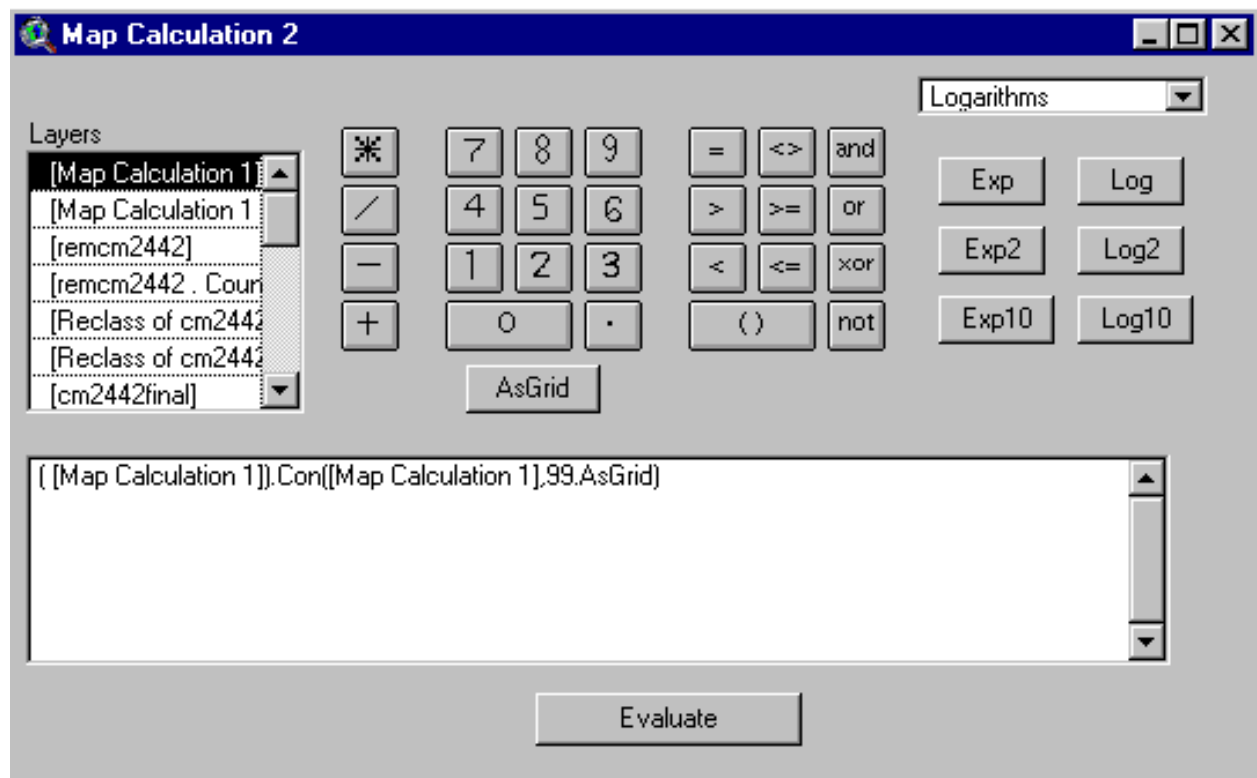 Map Calculation 2
Logarithms
Layers
[Map Calculation 1]
[Map Calculation 1
[remcm2442]
[remcm2442 . Coun
[Reclass of cm2442
[Reclass of cm2442
[cm2442final]
* 7 8 9 = <> and
/ 4 5 6 > >= or
- 1 2 3 < <= xor
+ 0 . ( ) not
AsGrid
Exp Log
Exp2 Log2
Exp10 Log10
( [Map Calculation 1]).Con([Map Calculation 1],99.AsGrid)
Evaluate